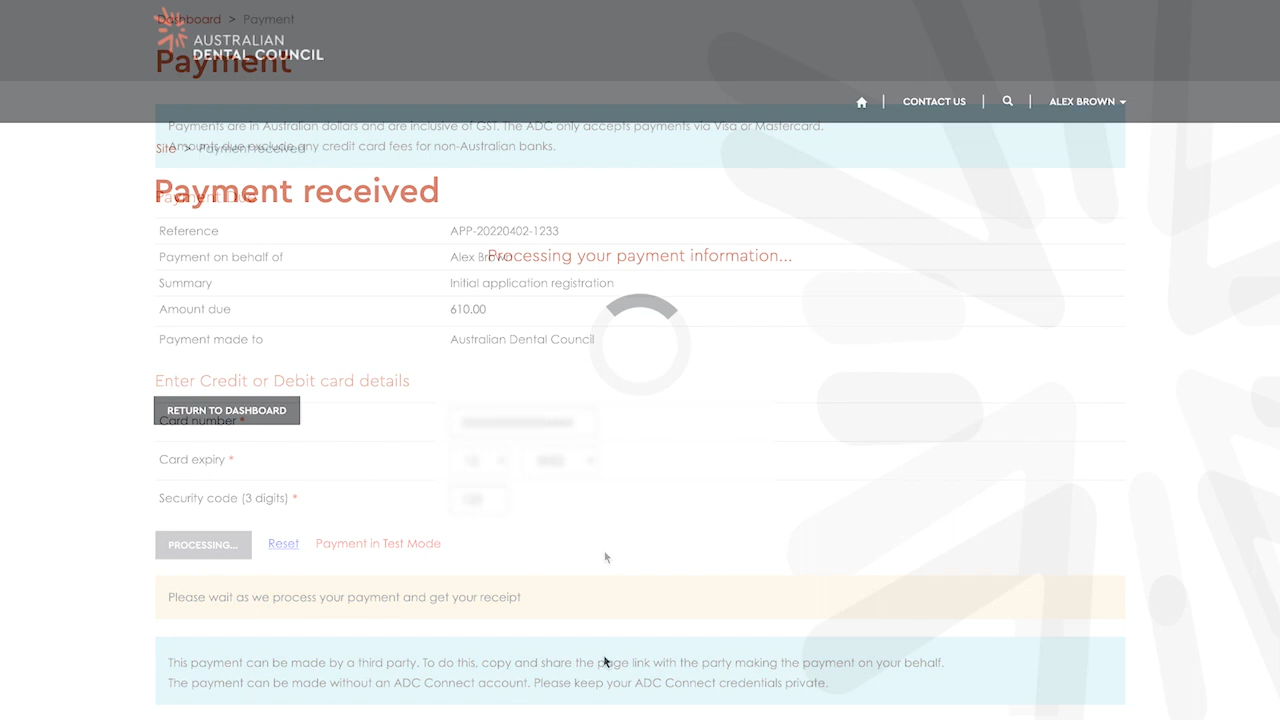 Dashboard > Payment
AUSTRALIAN
DENTAL COUNCIL
Payment
CONTACT US
ALEX BROWN
Payments are in Australian dollars and are inclusive of GST. The ADC only accepts payments via Visa or Mastercard.
Amounts due exclude any credit card fees for non-Australian banks.
Site > Payment received
Payment received
Payment Due
Reference APP-20220402-1233
Processing your payment information...
Payment on behalf of Alex Brown
Summary Initial application registration
Amount due 610.00
Payment made to Australian Dental Council
Enter Credit or Debit card details
RETURN TO DASHBOARD
Card number *
Card expiry *
Security code (3 digits) *
PROCESSING... Reset Payment in Test Mode
Please wait as we process your payment and get your receipt
This payment can be made by a third party. To do this, copy and share the page link with the party making the payment on your behalf.
The payment can be made without an ADC Connect account. Please keep your ADC Connect credentials private.